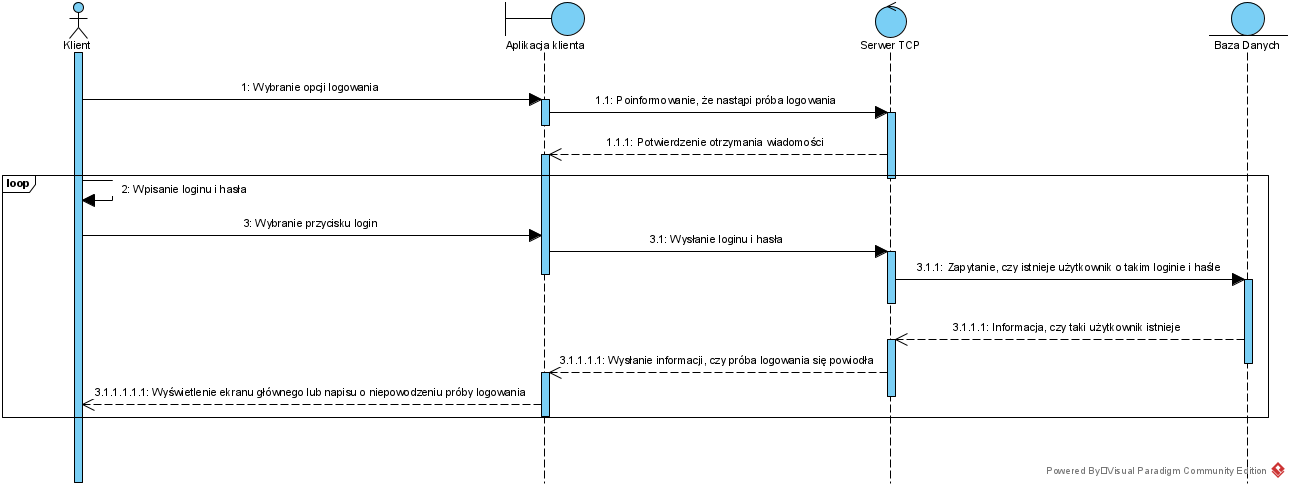 Klient
Aplikacja klienta
Serwer TCP
Baza Danych
1: Wybranie opcji logowania
1.1: Poinformowanie, że nastąpi próba logowania
1.1.1: Potwierdzenie otrzymania wiadomości
loop
2: Wpisanie loginu i hasła
3: Wybranie przycisku login
3.1: Wysłanie loginu i hasła
3.1.1: Zapytanie, czy istnieje użytkownik o takim loginie i haśle
3.1.1.1: Informacja, czy taki użytkownik istnieje
3.1.1.1.1: Wysłanie informacji, czy próba logowania się powiodła
3.1.1.1.1.1: Wyświetlenie ekranu głównego lub napisu o niepowodzeniu próby logowania
Powered By Visual Paradigm Community Edition